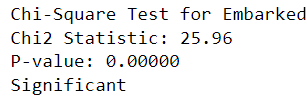 Chi-Square Test for Embarked
Chi2 Statistic: 25.96
P-value: 0.00000
Significant